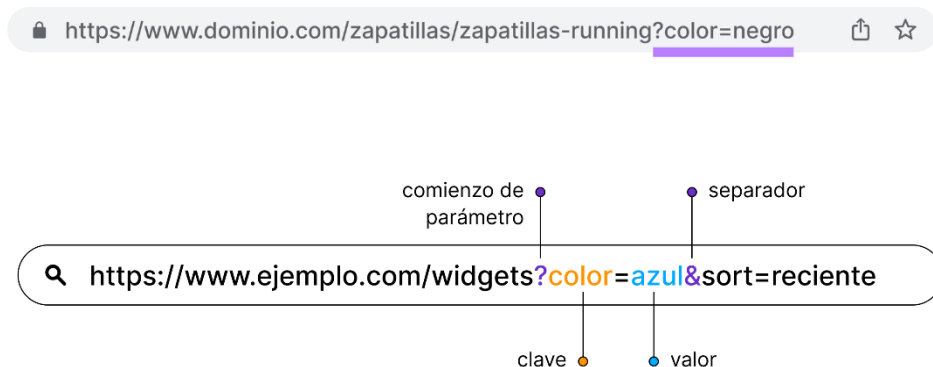 https://www.dominio.com/zapatillas/zapatillas-running?color=negro
comienzo de
parámetro
separador
https://www.ejemplo.com/widgets?color=azul&sort=reciente
clave
valor